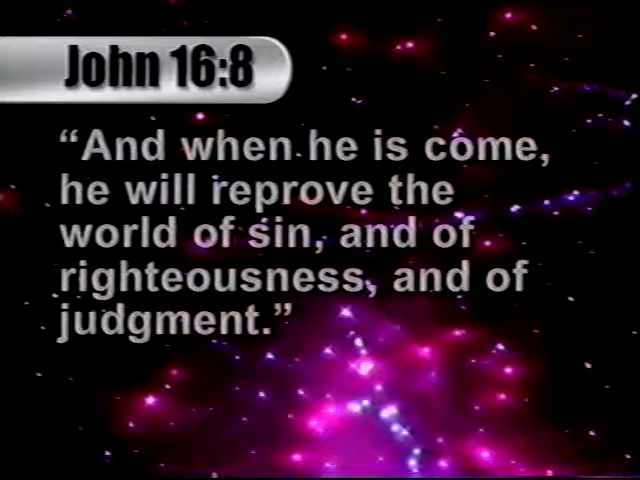 John 16:8
“And when he is come,
he will reprove the
world of sin, and of
righteousness, and of
judgment.”